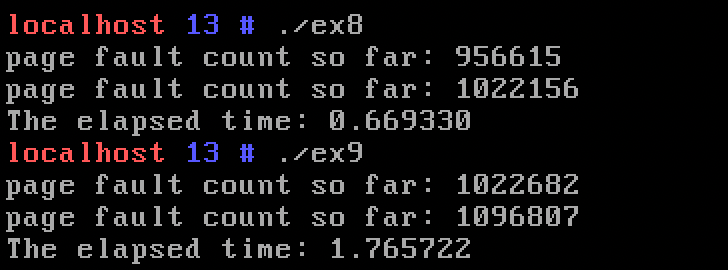 localhost 13 # ./ex8
page fault count so far: 956615
page fault count so far: 1022156
The elapsed time: 0.669330
localhost 13 # ./ex9
page fault count so far: 1022682
page fault count so far: 1096807
The elapsed time: 1.765722